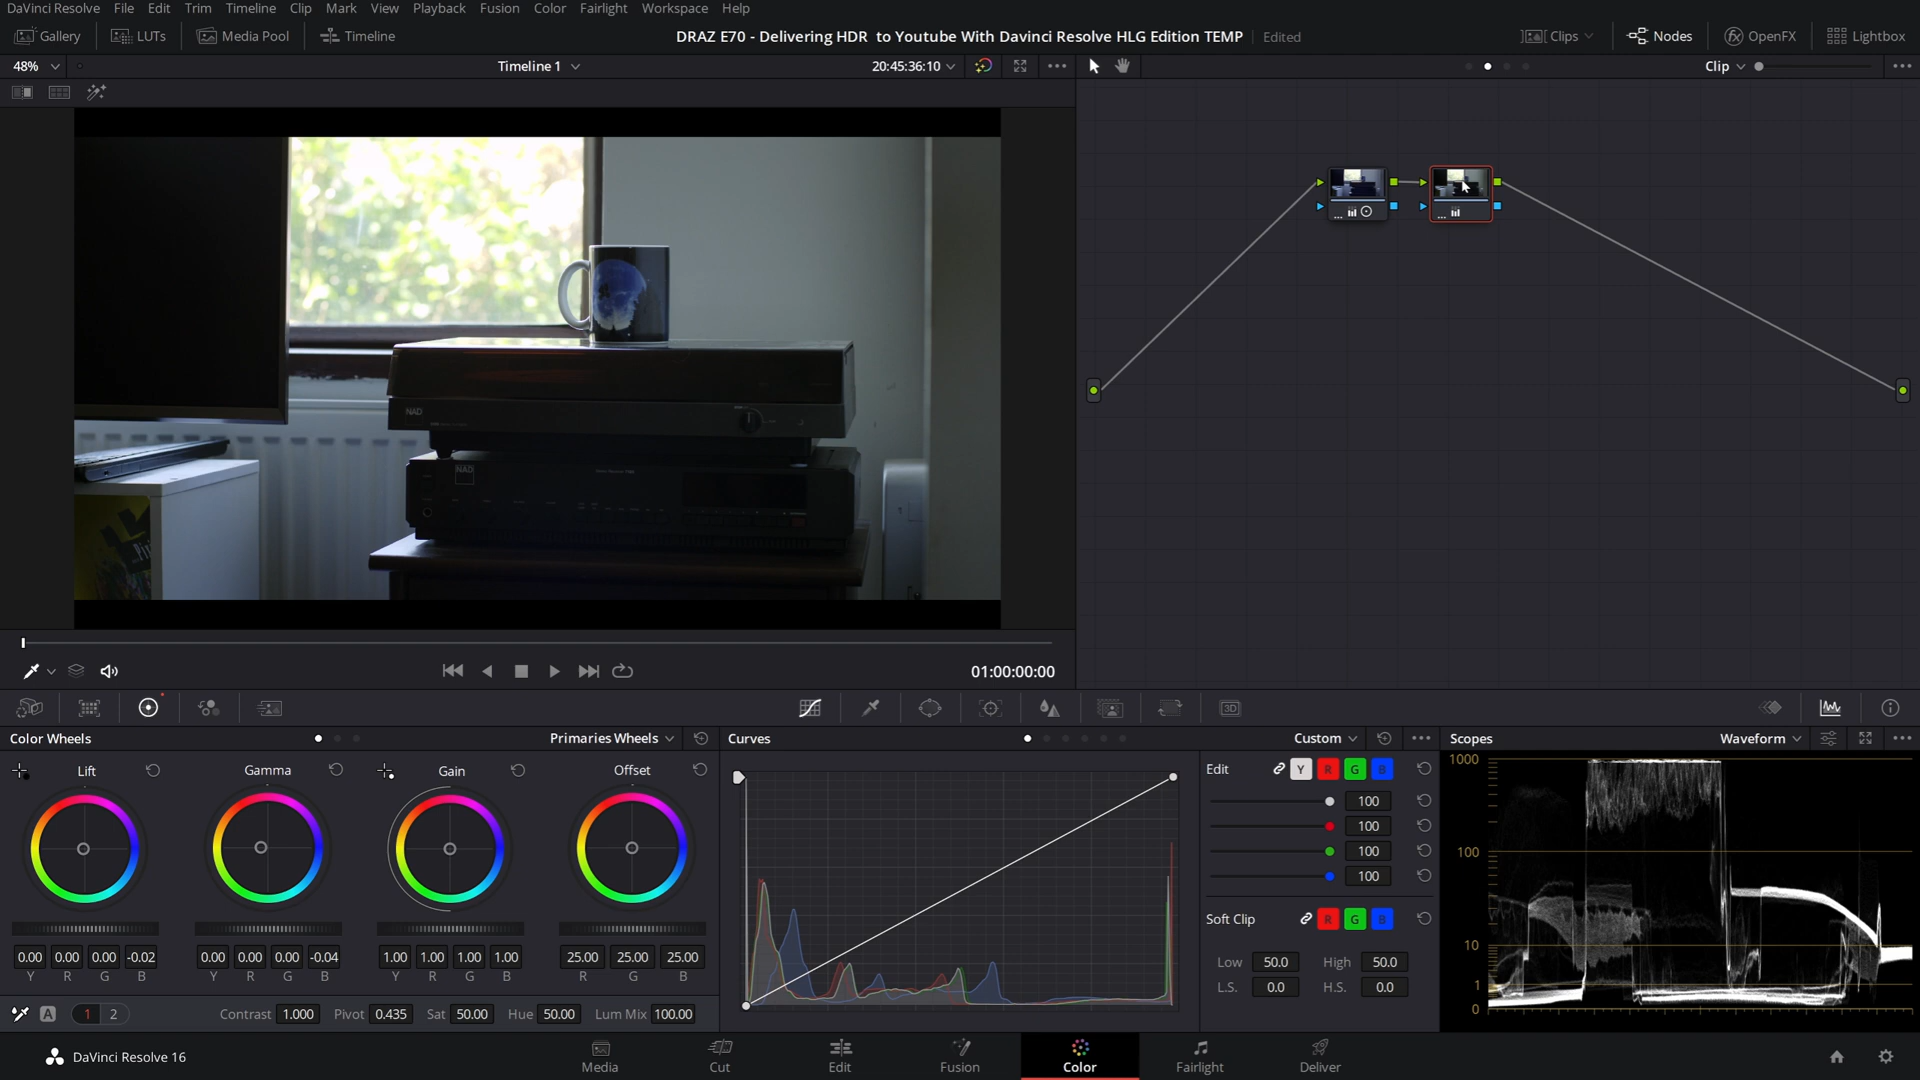 DaVinci Resolve File Edit Trim Timeline Clip Mark View Playback Fusion Color Fairlight Workspace Help
Gallery LUTs Media Pool Timeline DRAZ E70 - Delivering HDR to Youtube With Davinci Resolve HLG Edition TEMP Edited Clips Nodes OpenFX Lightbox
48% Timeline 1 20:45:36:10 Clip
NAD
NAD
01:00:00:00
3D
Color Wheels Primaries Wheels Curves Custom Scopes Waveform
Lift Gamma Gain Offset Edit Y R G B
100
100
100
100
Soft Clip R G B
0.00 0.00 0.00 -0.02 0.00 0.00 0.00 -0.04 1.00 1.00 1.00 1.00 25.00 25.00 25.00
Y R G B Y R G B Y R G B R G B
Low 50.0 High 50.0
L.S. 0.0 H.S. 0.0
A 1 2 Contrast 1.000 Pivot 0.435 Sat 50.00 Hue 50.00 Lum Mix 100.00
1000
100
10
1
0
DaVinci Resolve 16 Media Cut Edit Fusion Color Fairlight Deliver